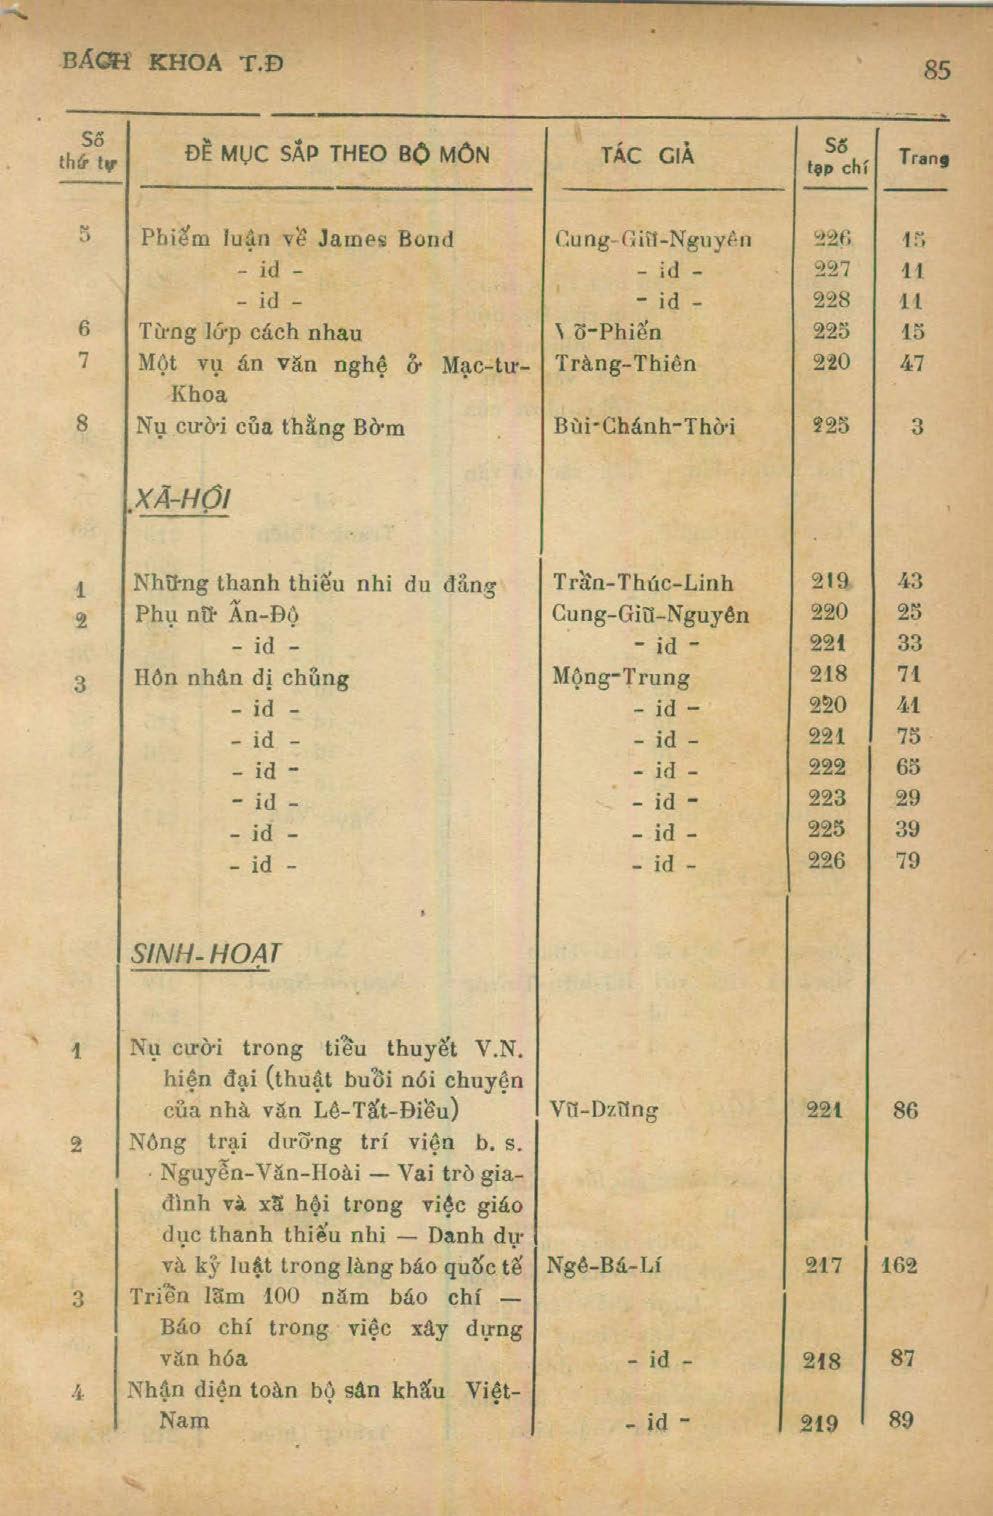 BÁCH KHOA T.Đ 85
Số thứ tự ĐỀ MỤC SẮP THEO BỘ MÔN TÁC GIẢ Số tạp chí Trang
5 Phiếm luận về James Bond Cung-Giũ-Nguyên 226 15
- id - - id - 227 11
- id - - id - 228 11
6 Từng lớp cách nhau Võ-Phiến 225 15
7 Một vụ án văn nghệ ở Mạc-tư- Tràng-Thiên 220 47
Khoa
8 Nụ cười của thằng Bờm Bùi-Chánh-Thời 225 3
XÃ-HỘI
1 Những thanh thiếu nhi du đảng Trần-Thúc-Linh 219 43
2 Phụ nữ Ấn-Độ Cung-Giũ-Nguyên 220 25
- id - - id - 221 33
3 Hôn nhân dị chủng Mộng-Trung 218 71
- id - - id - 220 41
- id - - id - 221 75
- id - - id - 222 65
- id - - id - 223 29
- id - - id - 225 39
- id - - id - 226 79
SINH-HOẠT
1 Nụ cười trong tiểu thuyết V.N.
hiện đại (thuật buổi nói chuyện
của nhà văn Lê-Tất-Điều) Vũ-Dzũng 221 86
2 Nông trại dưỡng trí viện b. s.
Nguyễn-Văn-Hoài — Vai trò gia-
đình và xã hội trong việc giáo
dục thanh thiếu nhi — Danh dự
và kỷ luật trong làng báo quốc tế Ngê-Bá-Lí 217 162
3 Triển lãm 100 năm báo chí —
Báo chí trong việc xây dựng
văn hóa - id - 218 87
4 Nhận diện toàn bộ sân khấu Việt-
Nam - id - 219 89